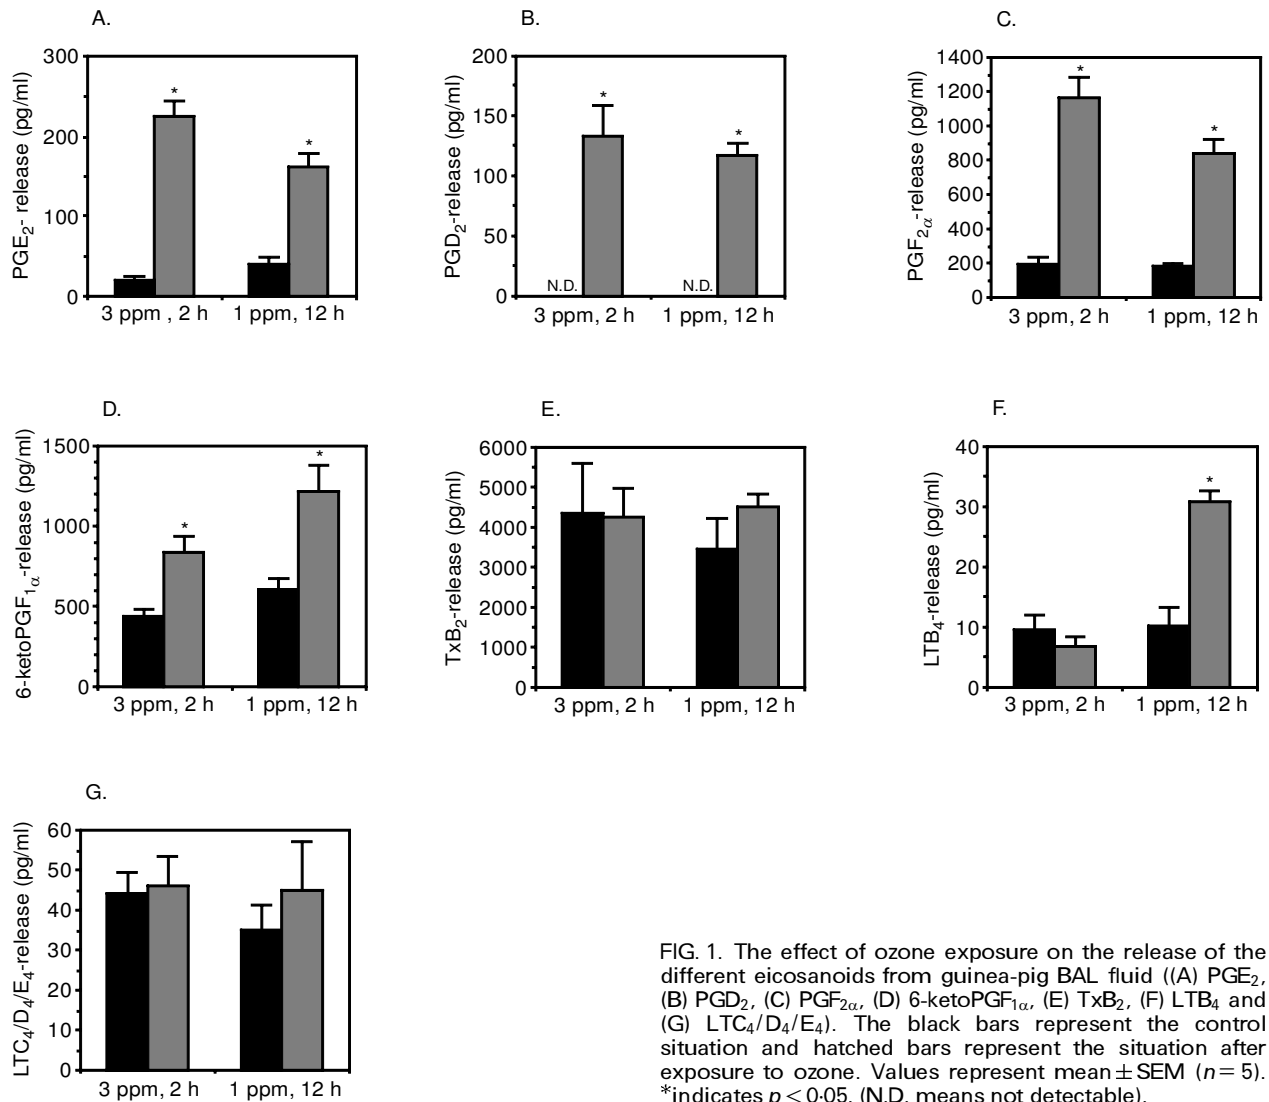 A.
PGE2- release (pg/ml)
300
200
100
0
*
*
3 ppm , 2 h
1 ppm, 12 h
B.
PGD2-release (pg/ml)
200
150
100
50
0
N.D.
*
N.D.
*
3 ppm, 2 h
1 ppm, 12 h
C.
PGF2α-release (pg/ml)
1400
1200
1000
800
600
400
200
0
*
*
3 ppm, 2 h
1 ppm, 12 h
D.
6-ketoPGF1α-release (pg/ml)
1500
1000
500
0
*
*
3 ppm, 2 h
1 ppm, 12 h
E.
TxB2-release (pg/ml)
6000
5000
4000
3000
2000
1000
0
3 ppm, 2 h
1 ppm, 12 h
F.
LTB4-release (pg/ml)
40
30
20
10
0
*
3 ppm, 2 h
1 ppm, 12 h
G.
LTC4/D4/E4-release (pg/ml)
60
50
40
30
20
10
0
3 ppm, 2 h
1 ppm, 12 h
FIG. 1. The effect of ozone exposure on the release of the
different eicosanoids from guinea-pig BAL fluid ((A) PGE2,
(B) PGD2, (C) PGF2α, (D) 6-ketoPGF1α, (E) TxB2, (F) LTB4 and
(G) LTC4/D4/E4). The black bars represent the control
situation and hatched bars represent the situation after
exposure to ozone. Values represent mean ± SEM (n = 5).
*indicates p < 0·05. (N.D. means not detectable).